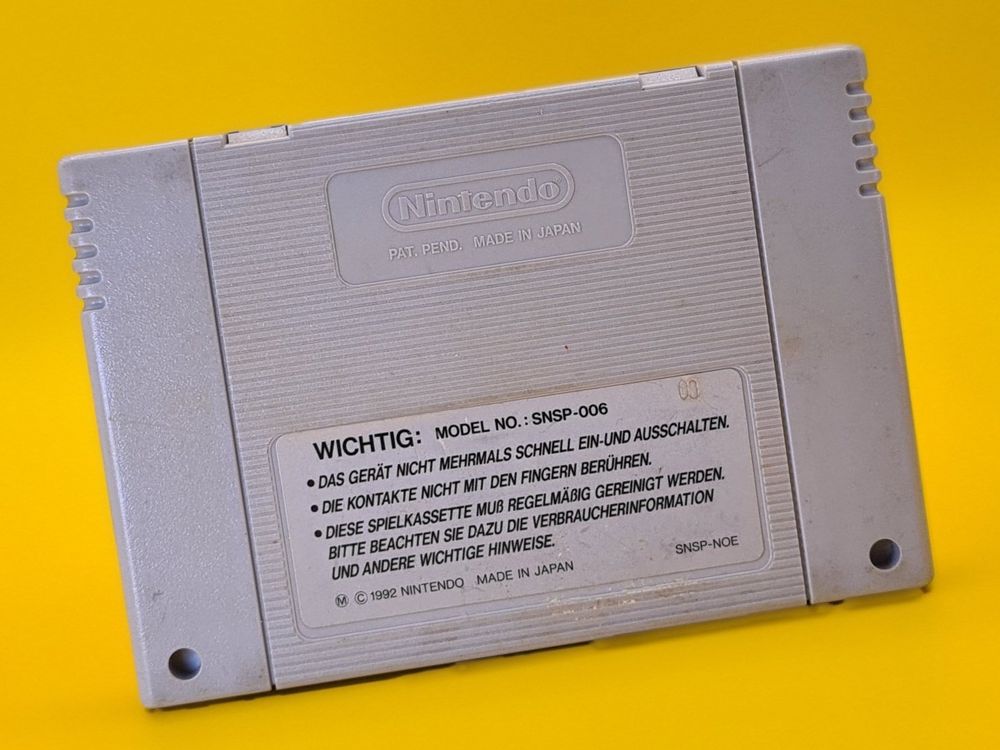 Nintendo
PAT. PEND. MADE IN JAPAN
00
WICHTIG: MODEL NO.: SNSP-006
• DAS GERÄT NICHT MEHRMALS SCHNELL EIN-UND AUSSCHALTEN.
• DIE KONTAKTE NICHT MIT DEN FINGERN BERÜHREN.
• DIESE SPIELKASSETTE MUß REGELMÄßIG GEREINIGT WERDEN.
BITTE BEACHTEN SIE DAZU DIE VERBRAUCHERINFORMATION
UND ANDERE WICHTIGE HINWEISE.
SNSP-NOE
Ⓜ © 1992 NINTENDO MADE IN JAPAN